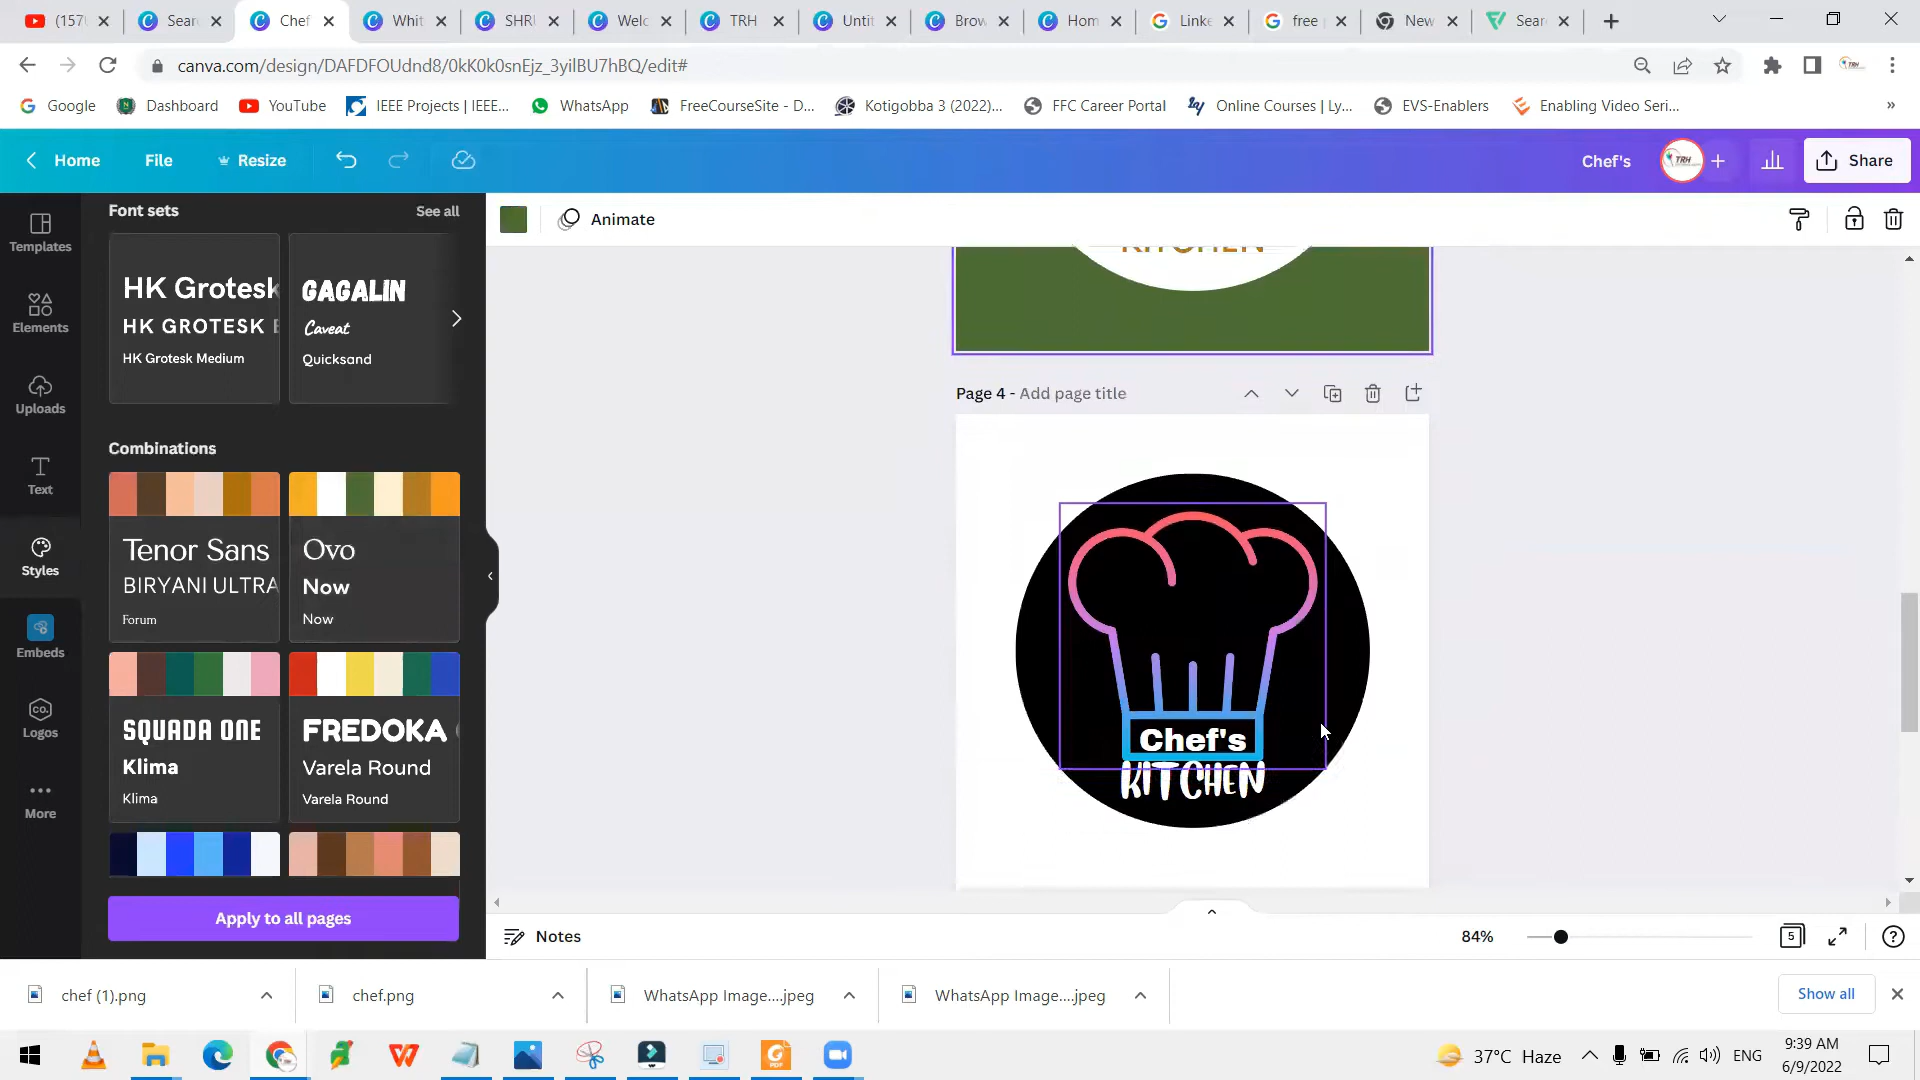 (157
Sear
Chef
Whit
SHRI
Welc
TRH
Untit
Brow
Hom
Linke
free
New
Sear
canva.com/design/DAFDFOUdnd8/0kK0k0snEjz_3yilBU7hBQ/edit#
Google
Dashboard
YouTube
IEEE Projects | IEEE...
WhatsApp
FreeCourseSite - D...
Kotigobba 3 (2022)...
FFC Career Portal
Online Courses | Ly...
EVS-Enablers
Enabling Video Seri...
Home
File
Resize
Chef's
TRH
Share
Templates
Elements
Uploads
Text
Styles
Embeds
Logos
More
Font sets
See all
HK Grotesk
HK GROTESK
HK Grotesk Medium
GAGALIN
Caveat
Quicksand
Combinations
Tenor Sans
BIRYANI ULTRA
Forum
Ovo
Now
Now
SQUADA ONE
Klima
Klima
FREDOKA
Varela Round
Varela Round
Apply to all pages
Animate
KITCHEN
Page 4 - Add page title
Chef's
KITCHEN
Notes
84%
5
chef (1).png
chef.png
WhatsApp Image....jpeg
WhatsApp Image....jpeg
Show all
37°C Haze
ENG
9:39 AM
6/9/2022